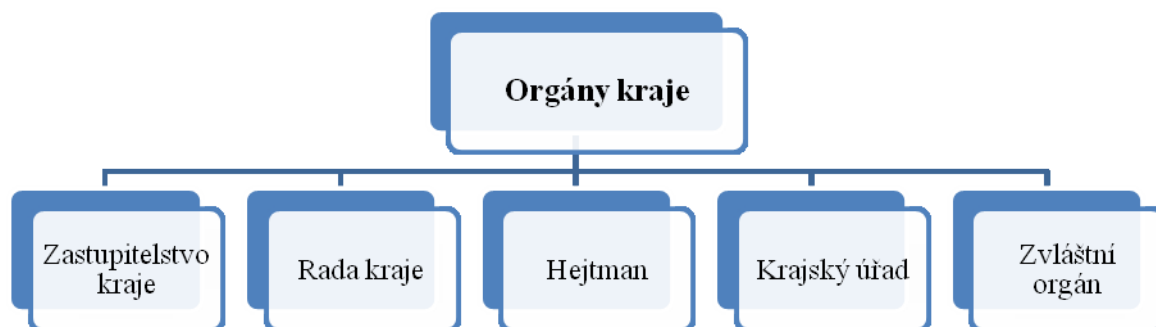 Orgány kraje
Zastupitelstvo
kraje
Rada kraje
Hejtman
Krajský úřad
Zvláštní
orgán